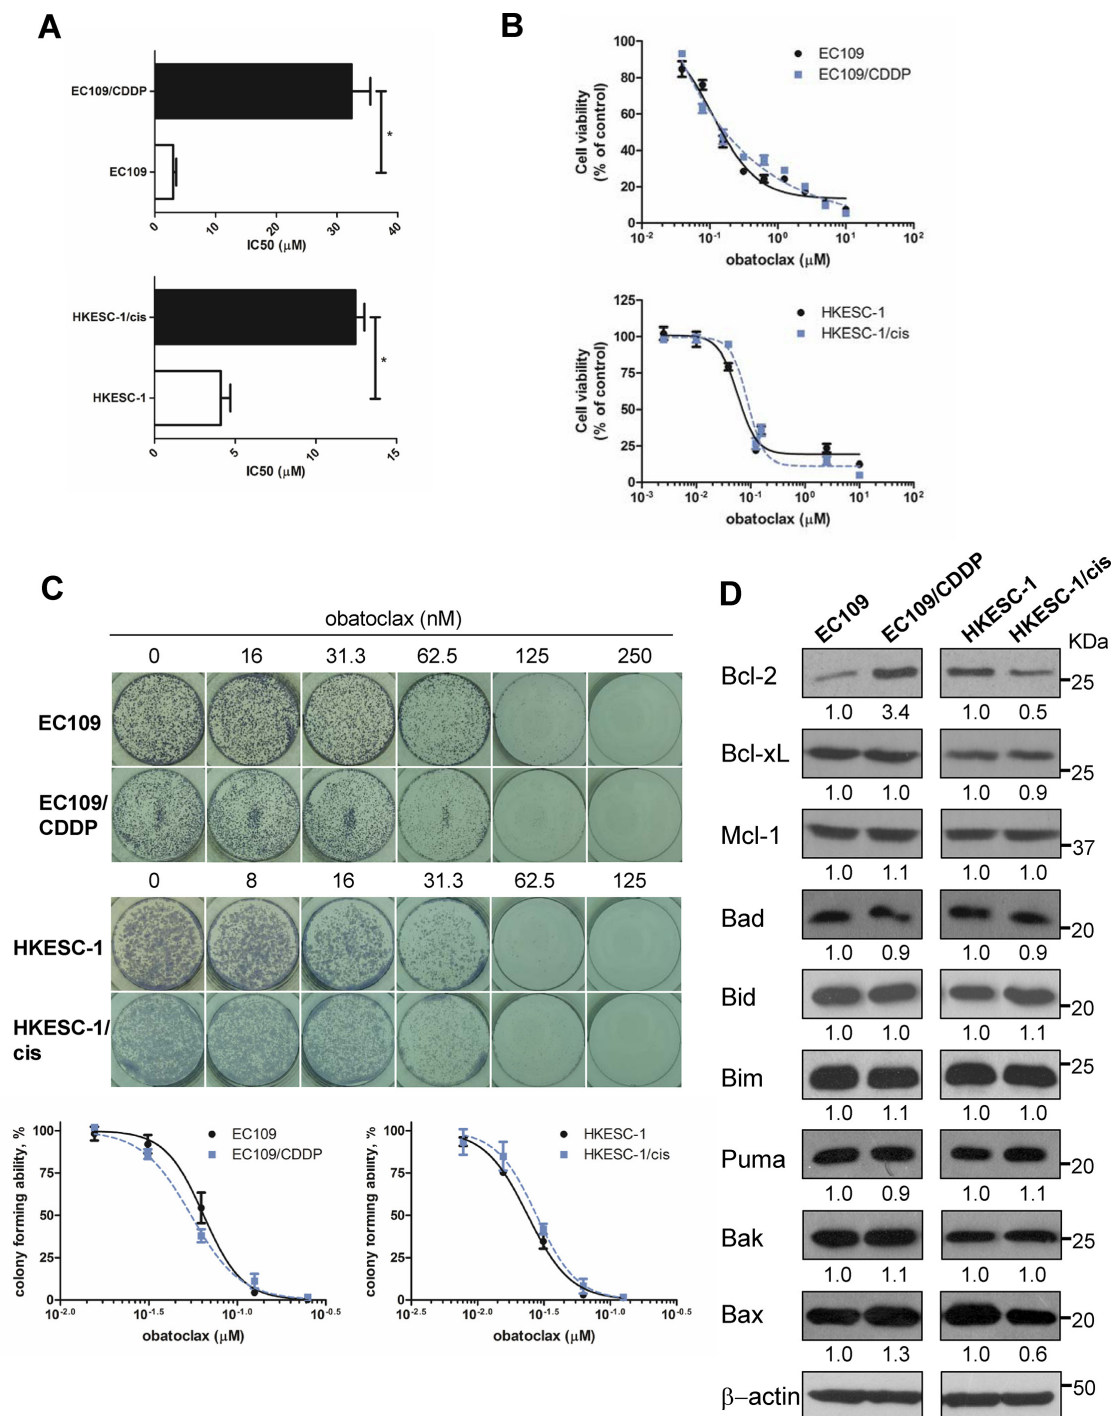 A
EC109/CDDP
EC109
*
0 10 20 30 40
IC50 (μM)
HKESC-1/cis
HKESC-1
*
0 5 10 15
IC50 (μM)
B
Cell viability
(% of control)
100
80
60
40
20
0
EC109
EC109/CDDP
10-2 10-1 100 101 102
obatoclax (μM)
Cell viability
(% of control)
125
100
75
50
25
0
HKESC-1
HKESC-1/cis
10-3 10-2 10-1 100 101 102
obatoclax (μM)
C
obatoclax (nM)
0 16 31.3 62.5 125 250
EC109
EC109/
CDDP
0 8 16 31.3 62.5 125
HKESC-1
HKESC-1/
cis
colony forming ability, %
100
75
50
25
0
EC109
EC109/CDDP
10-2.0 10-1.5 10-1.0 10-0.5
obatoclax (μM)
colony forming ability, %
100
75
50
25
0
HKESC-1
HKESC-1/cis
10-2.5 10-2.0 10-1.5 10-1.0 10-0.5
obatoclax (μM)
D
EC109 EC109/CDDP HKESC-1 HKESC-1/cis
KDa
Bcl-2 25
1.0 3.4 1.0 0.5
Bcl-xL 25
1.0 1.0 1.0 0.9
Mcl-1 37
1.0 1.1 1.0 1.0
Bad 20
1.0 0.9 1.0 0.9
Bid 20
1.0 1.0 1.0 1.1
Bim 25
1.0 1.1 1.0 1.0
Puma 20
1.0 0.9 1.0 1.1
Bak 25
1.0 1.1 1.0 1.0
Bax 20
1.0 1.3 1.0 0.6
β−actin 50